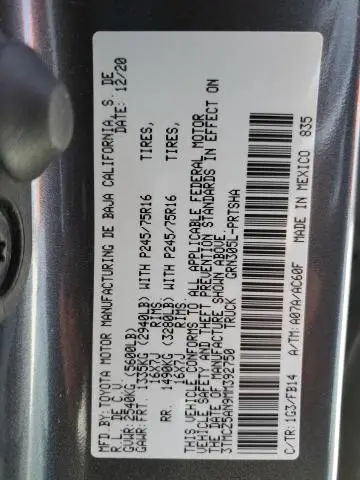 MFD.BY:TOYOTA MOTOR MANUFACTURING DE BAJA CALIFORNIA, S. DE
R.L. DE C.V. DATE: 12/20
GVWR: 2540KG (5600LB)
GAWR: FRT. 1335KG (2940LB) WITH P245/75R16 TIRES,
16X7J RIMS.
RR. 1490KG (3280LB) WITH P245/75R16 TIRES,
16X7J RIMS.
THIS VEHICLE CONFORMS TO ALL APPLICABLE FEDERAL MOTOR
VEHICLE SAFETY AND THEFT PREVENTION STANDARDS IN EFFECT ON
THE DATE OF MANUFACTURE SHOWN ABOVE.
3TMCZ5AN9MM392750 TRUCK GRN305L-PRTSHA
C/TR:1G3/FB14 A/TM:A07A/AC60F MADE IN MEXICO 835